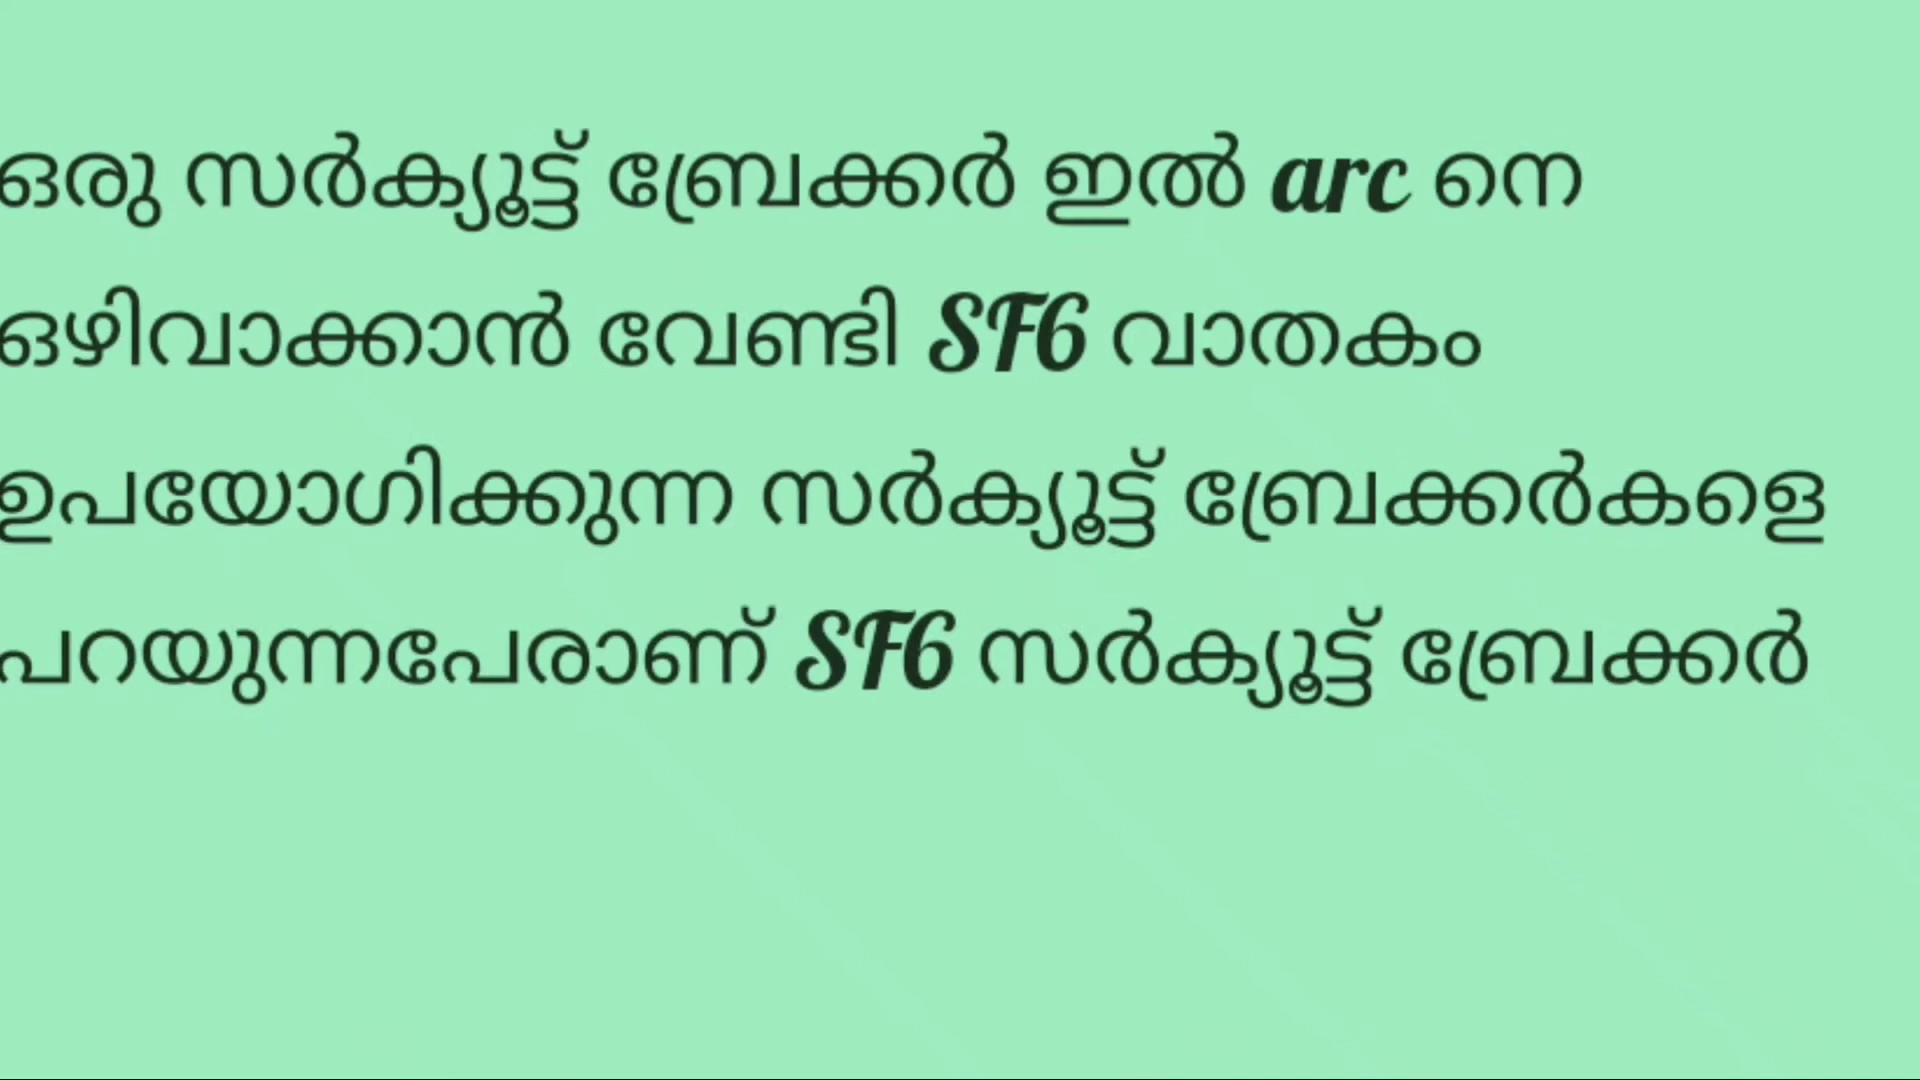 ഒരു സർക്യൂട്ട് ബ്രേക്കർ ഇൽ arc നെ
ഒഴിവാക്കാൻ വേണ്ടി SF6 വാതകം
ഉപയോഗിക്കുന്ന സർക്യൂട്ട് ബ്രേക്കർകളെ
പറയുന്നപേരാണ് SF6 സർക്യൂട്ട് ബ്രേക്കർ